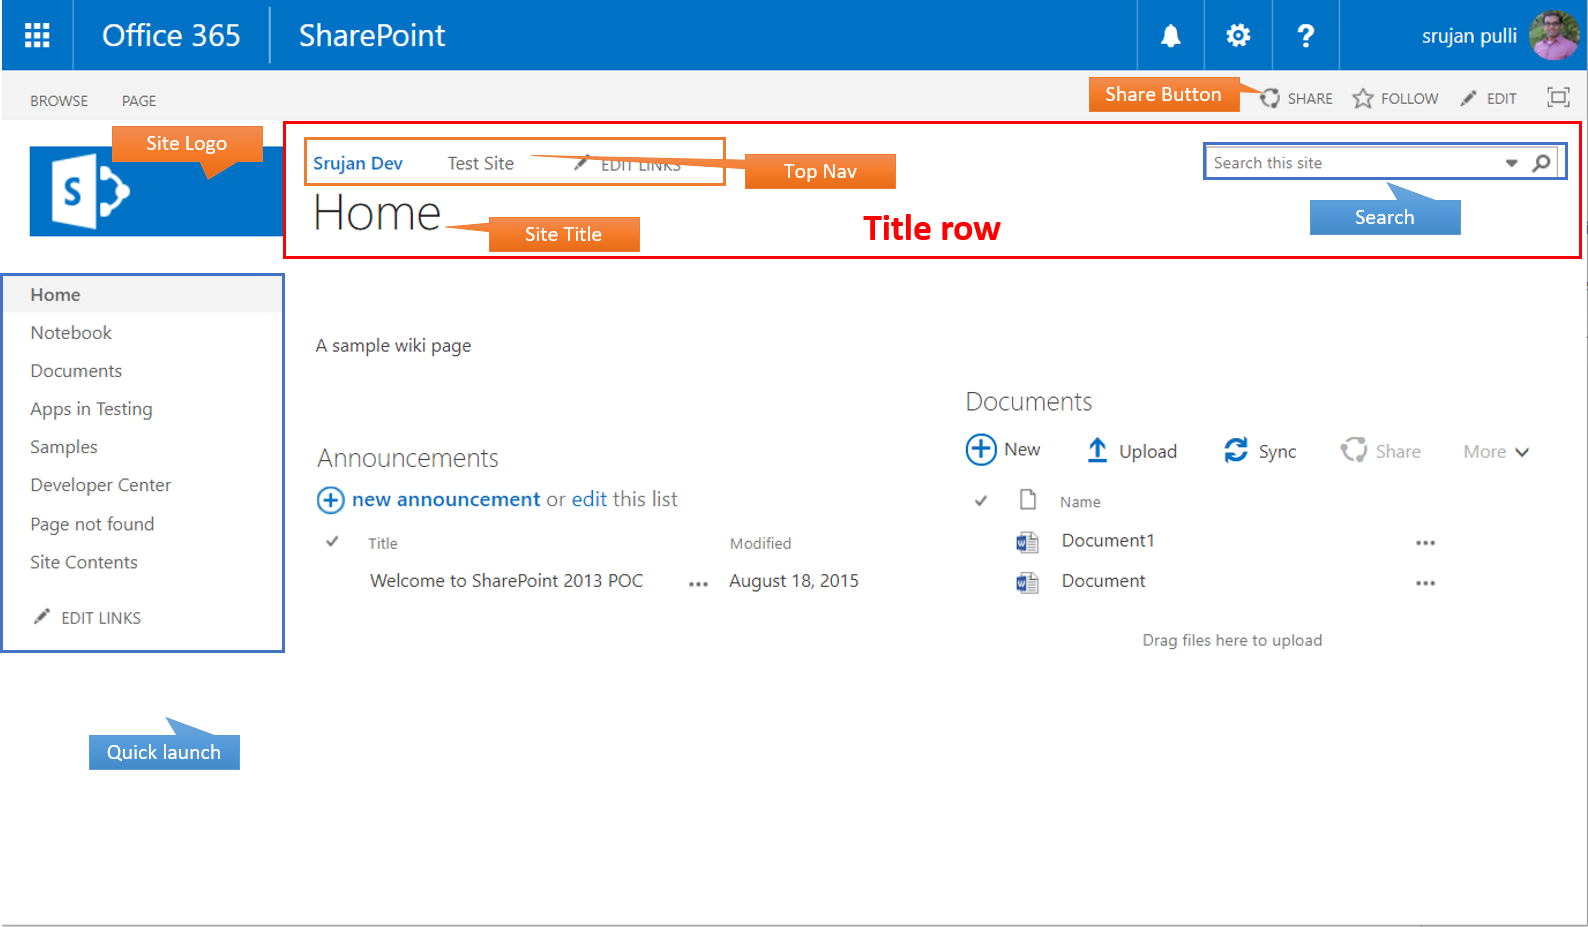 Office 365
SharePoint
?
srujan pulli
BROWSE
PAGE
Share Button
SHARE
FOLLOW
EDIT
Site Logo
S
Srujan Dev
Test Site
EDIT LINKS
Top Nav
Search this site
Home
Site Title
Title row
Search
Home
Notebook
Documents
Apps in Testing
Samples
Developer Center
Page not found
Site Contents
EDIT LINKS
Quick launch
A sample wiki page
Announcements
new announcement or edit this list
Title
Modified
Welcome to SharePoint 2013 POC
...
August 18, 2015
Documents
New
Upload
Sync
Share
More
Name
Document1
...
Document
...
Drag files here to upload